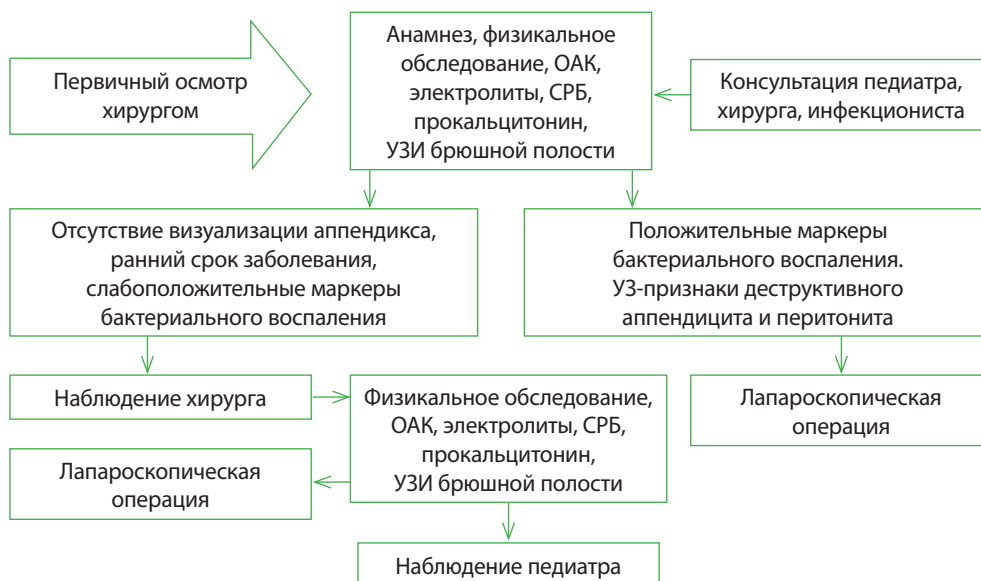 Первичный осмотр
хирургом
Анамнез, физикальное
обследование, ОАК,
электролиты, СРБ,
прокальцитонин,
УЗИ брюшной полости
Консультация педиатра,
хирурга, инфекциониста
Отсутствие визуализации аппендикса,
ранний срок заболевания,
слабоположительные маркеры
бактериального воспаления
Положительные маркеры
бактериального воспаления.
УЗ-признаки деструктивного
аппендицита и перитонита
Наблюдение хирурга
Физикальное обследование,
ОАК, электролиты, СРБ,
прокальцитонин,
УЗИ брюшной полости
Лапароскопическая
операция
Лапароскопическая
операция
Наблюдение педиатра